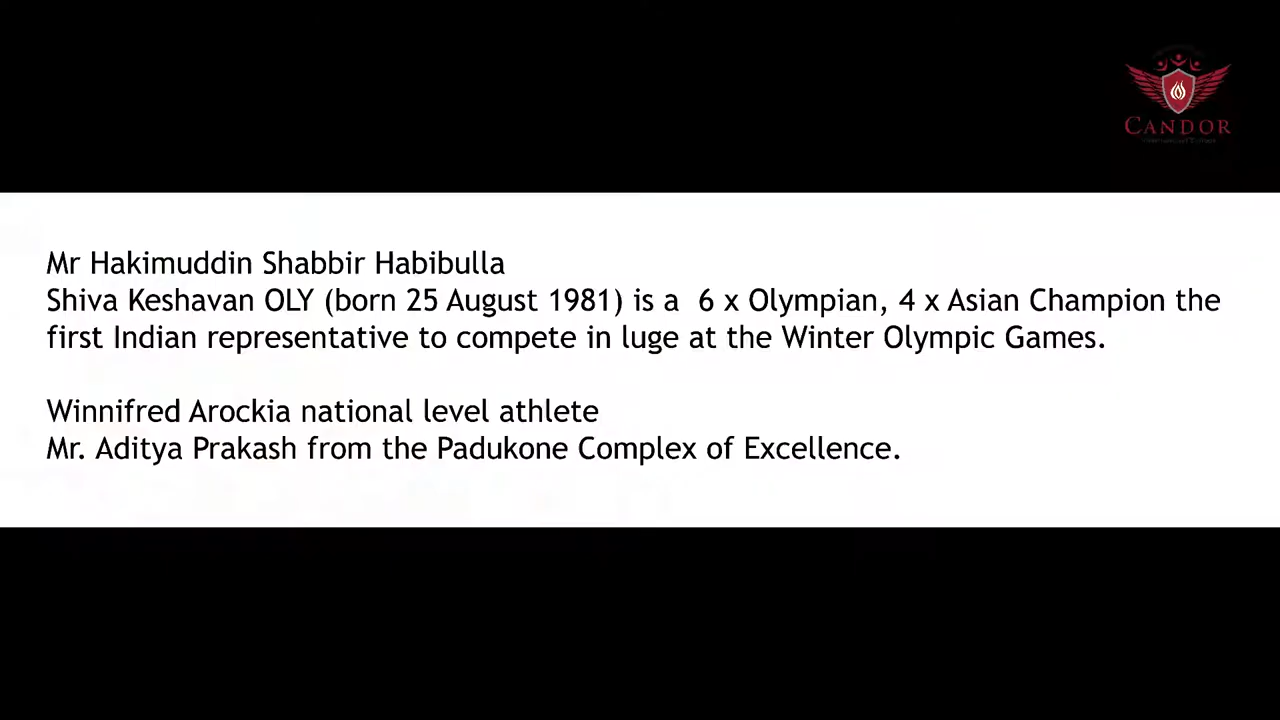 CANDOR
Mr Hakimuddin Shabbir Habibulla
Shiva Keshavan OLY (born 25 August 1981) is a  6 x Olympian, 4 x Asian Champion the
first Indian representative to compete in luge at the Winter Olympic Games.
Winnifred Arockia national level athlete
Mr. Aditya Prakash from the Padukone Complex of Excellence.